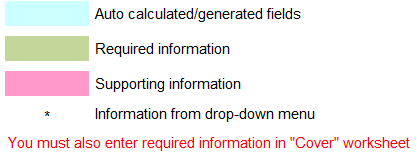 Auto calculated/generated fields
Required information
Supporting information
* Information from drop-down menu
You must also enter required information in "Cover" worksheet